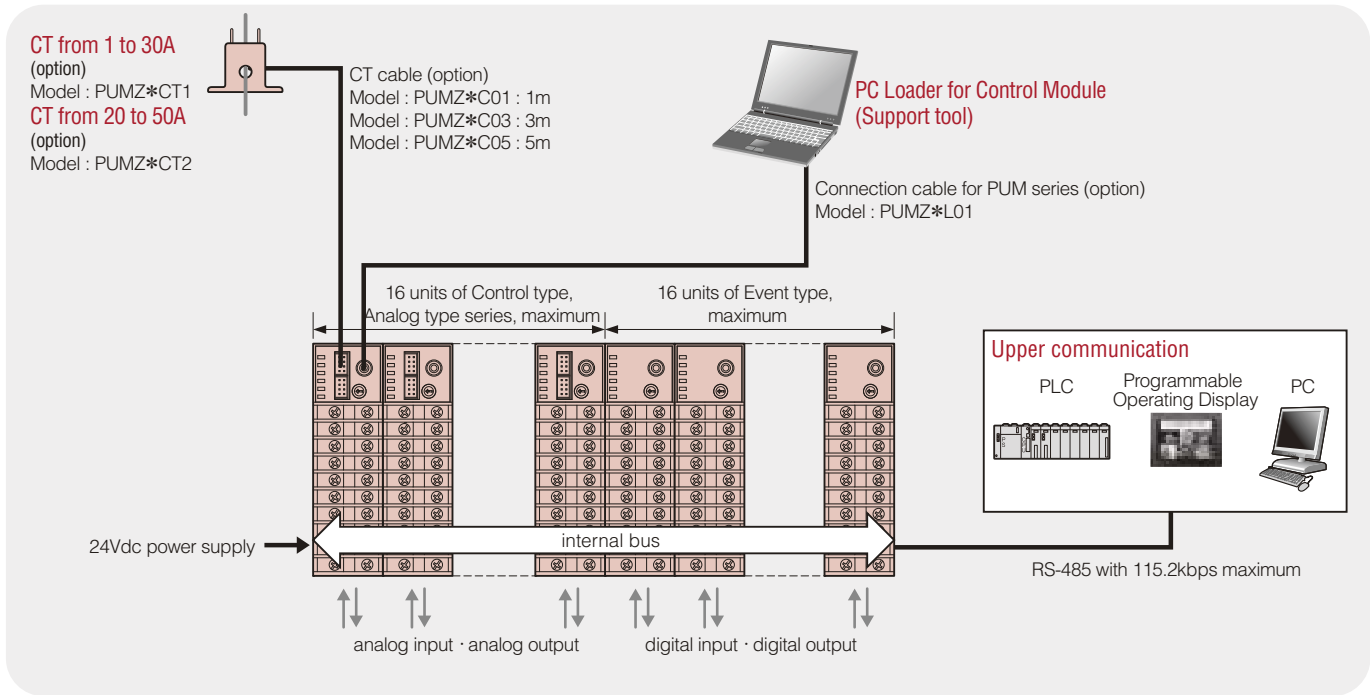 CT from 1 to 30A
(option)
Model : PUMZ✱CT1
CT from 20 to 50A
(option)
Model : PUMZ✱CT2
CT cable (option)
Model : PUMZ✱C01 : 1m
Model : PUMZ✱C03 : 3m
Model : PUMZ✱C05 : 5m
PC Loader for Control Module
(Support tool)
Connection cable for PUM series (option)
Model : PUMZ✱L01
16 units of Control type,
Analog type series, maximum
16 units of Event type,
maximum
Upper communication
PLC
Programmable
Operating Display
PC
24Vdc power supply
internal bus
RS-485 with 115.2kbps maximum
analog input · analog output
digital input · digital output